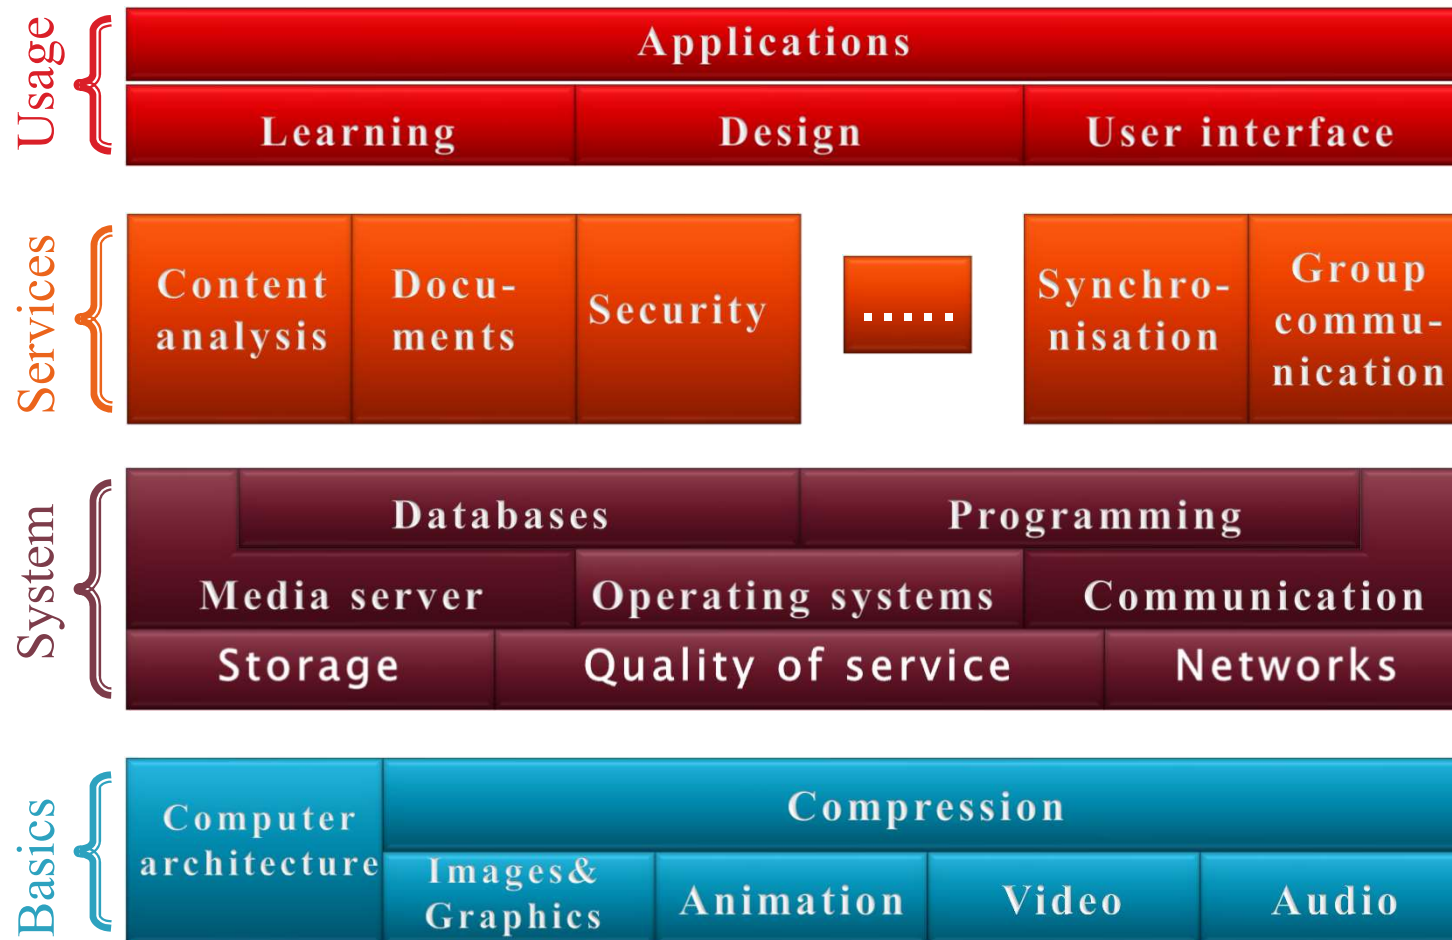 Usage
Applications
Learning
Design
User interface
Services
Content
analysis
Docu-
ments
Security
.....
Synchro-
nisation
Group
commu-
nication
System
Databases
Programming
Media server
Operating systems
Communication
Storage
Quality of service
Networks
Basics
Computer
architecture
Compression
Images&
Graphics
Animation
Video
Audio